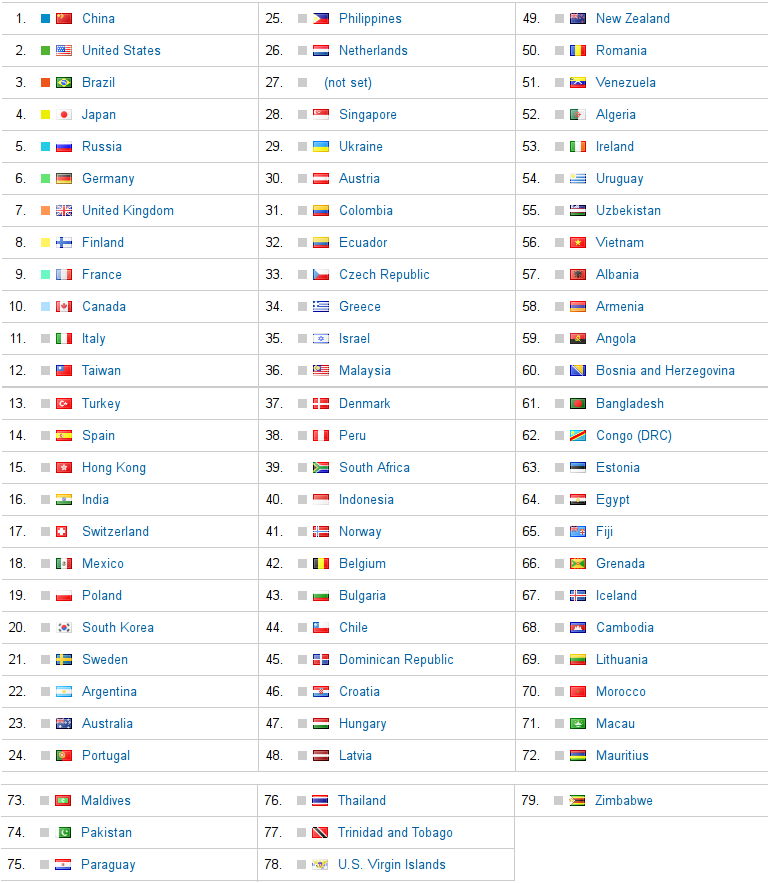 1. China
2. United States
3. Brazil
4. Japan
5. Russia
6. Germany
7. United Kingdom
8. Finland
9. France
10. Canada
11. Italy
12. Taiwan
13. Turkey
14. Spain
15. Hong Kong
16. India
17. Switzerland
18. Mexico
19. Poland
20. South Korea
21. Sweden
22. Argentina
23. Australia
24. Portugal
25. Philippines
26. Netherlands
27. (not set)
28. Singapore
29. Ukraine
30. Austria
31. Colombia
32. Ecuador
33. Czech Republic
34. Greece
35. Israel
36. Malaysia
37. Denmark
38. Peru
39. South Africa
40. Indonesia
41. Norway
42. Belgium
43. Bulgaria
44. Chile
45. Dominican Republic
46. Croatia
47. Hungary
48. Latvia
49. New Zealand
50. Romania
51. Venezuela
52. Algeria
53. Ireland
54. Uruguay
55. Uzbekistan
56. Vietnam
57. Albania
58. Armenia
59. Angola
60. Bosnia and Herzegovina
61. Bangladesh
62. Congo (DRC)
63. Estonia
64. Egypt
65. Fiji
66. Grenada
67. Iceland
68. Cambodia
69. Lithuania
70. Morocco
71. Macau
72. Mauritius
73. Maldives
74. Pakistan
75. Paraguay
76. Thailand
77. Trinidad and Tobago
78. U.S. Virgin Islands
79. Zimbabwe